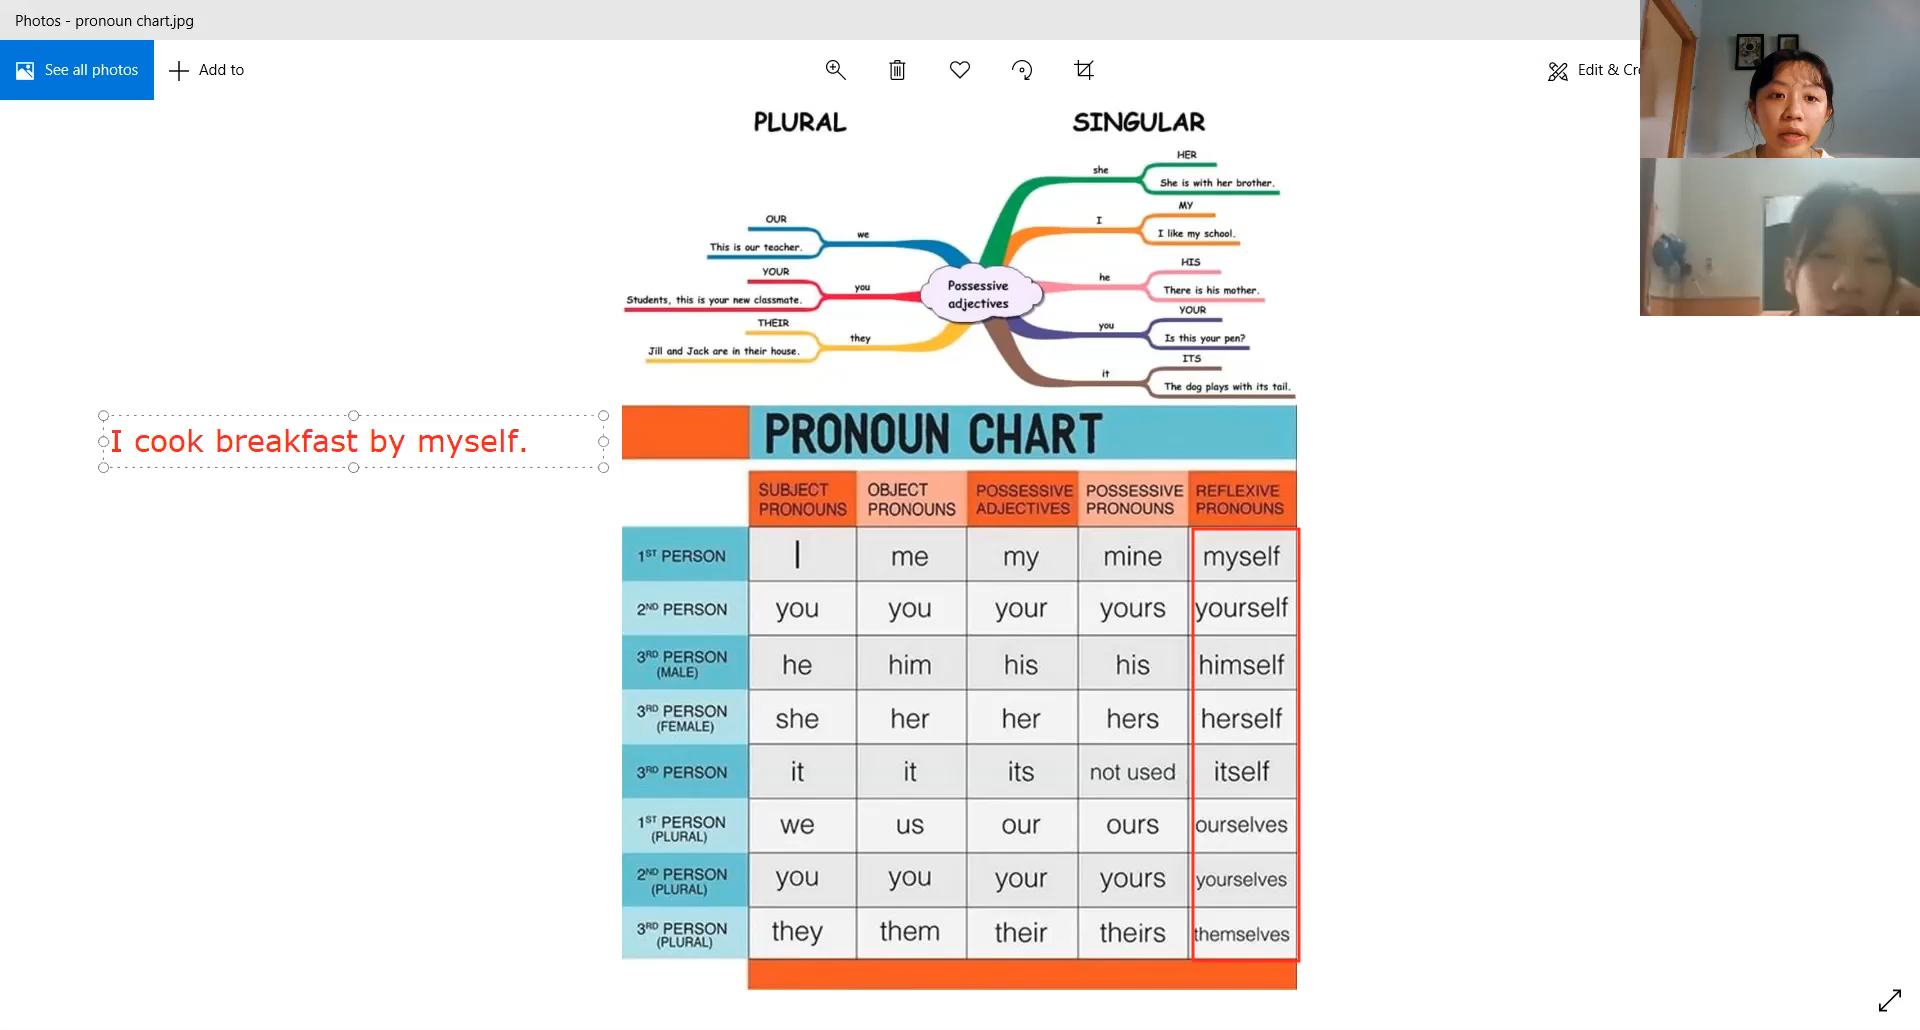 Photos - pronoun chart.jpg
See all photos
Add to
Edit & Cre
PLURAL
SINGULAR
she
HER
She is with her brother.
I
MY
I like my school.
he
HIS
There is his mother.
you
YOUR
Is this your pen?
it
ITS
The dog plays with its tail.
we
OUR
This is our teacher.
you
YOUR
Students, this is your new classmate.
they
THEIR
Jill and Jack are in their house.
Possessive
adjectives
I cook breakfast by myself.
PRONOUN CHART
SUBJECT PRONOUNS OBJECT PRONOUNS POSSESSIVE ADJECTIVES POSSESSIVE PRONOUNS REFLEXIVE PRONOUNS
1ST PERSON I me my mine myself
2ND PERSON you you your yours yourself
3RD PERSON (MALE) he him his his himself
3RD PERSON (FEMALE) she her her hers herself
3RD PERSON it it its not used itself
1ST PERSON (PLURAL) we us our ours ourselves
2ND PERSON (PLURAL) you you your yours yourselves
3RD PERSON (PLURAL) they them their theirs themselves